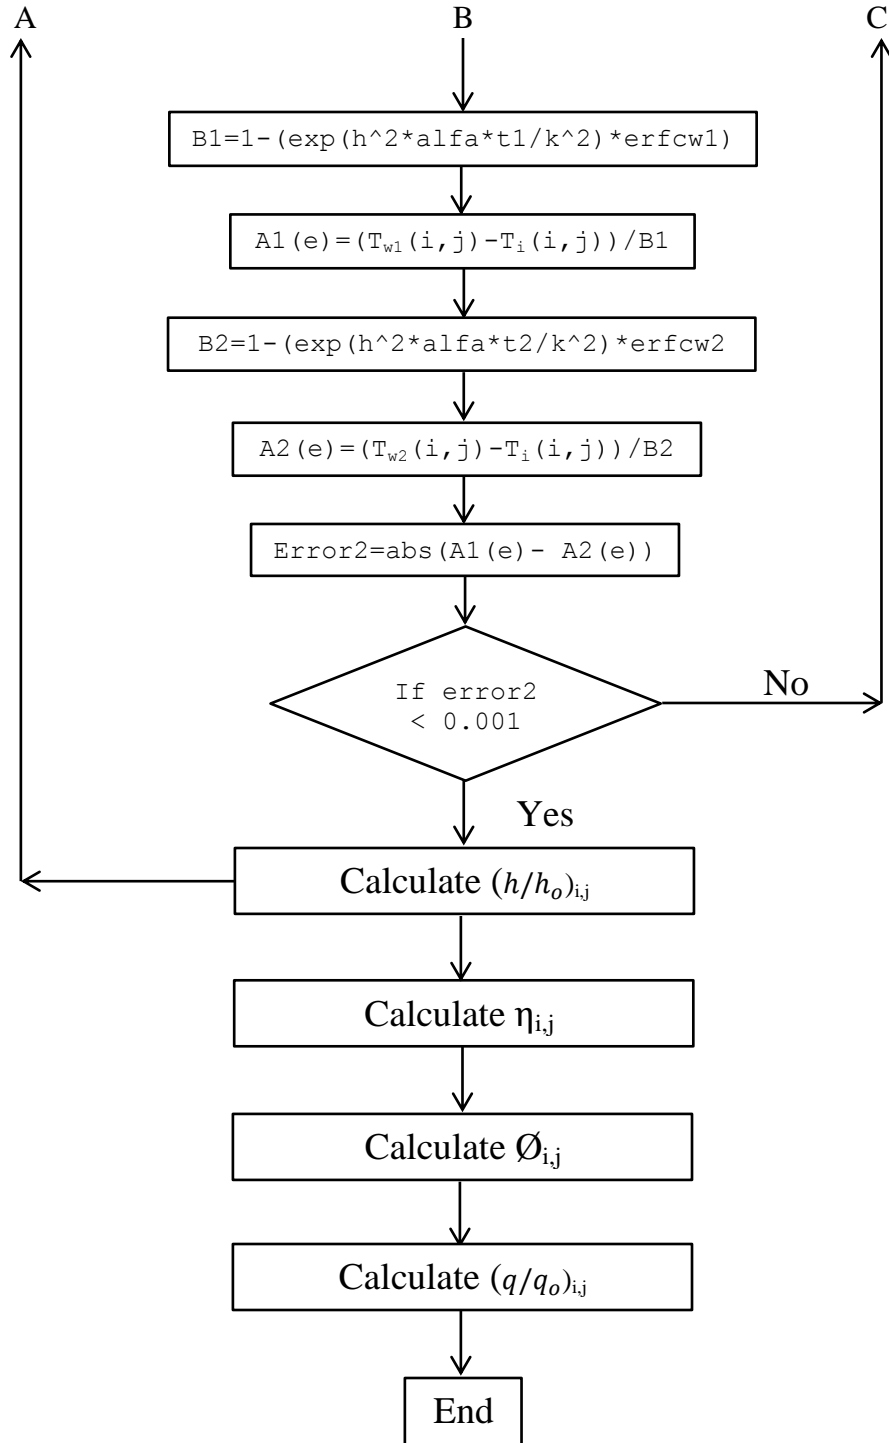 A B C
B1=1-(exp(h^2*alfa*t1/k^2)*erfcw1)
A1(e)=(Tw1(i,j)-Ti(i,j))/B1
B2=1-(exp(h^2*alfa*t2/k^2)*erfcw2
A2(e)=(Tw2(i,j)-Ti(i,j))/B2
Error2=abs(A1(e)- A2(e))
If error2
< 0.001
No
Yes
Calculate (h/ho)i,j
Calculate ηi,j
Calculate Øi,j
Calculate (q/qo)i,j
End